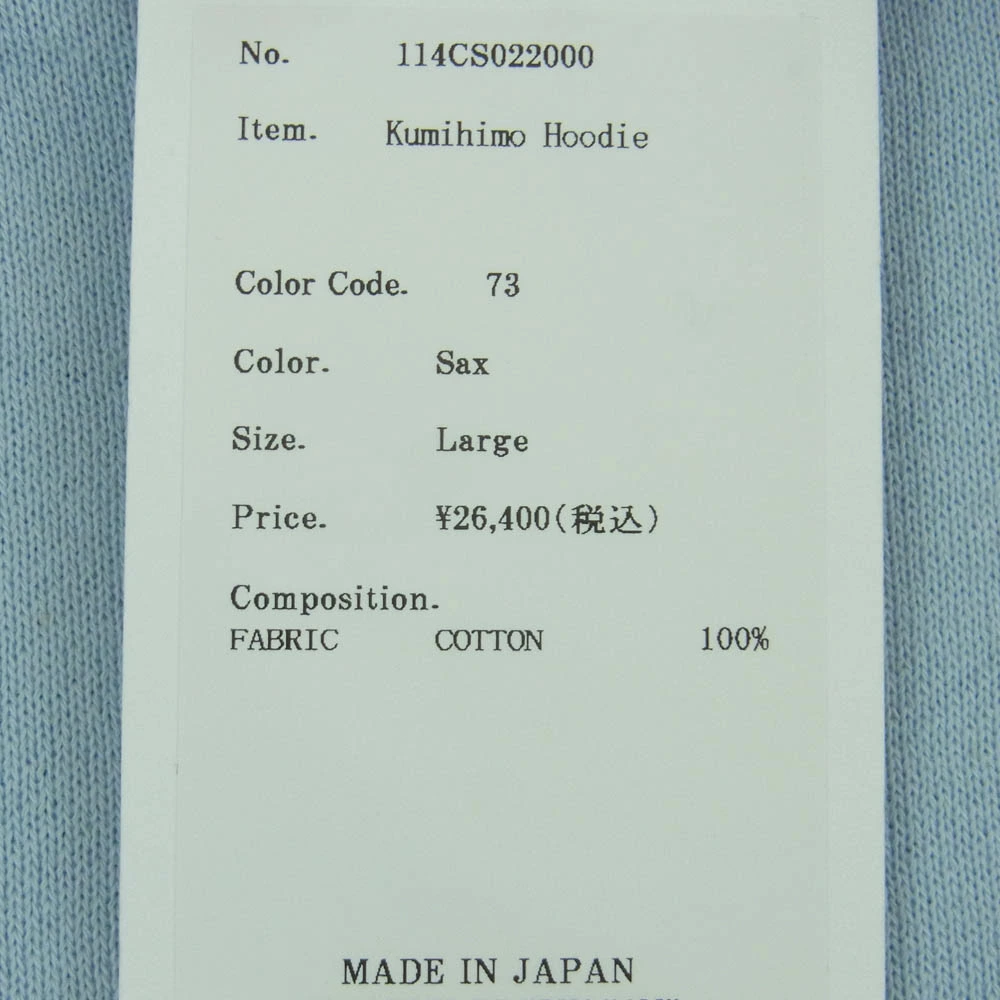 No. 114CS022000
Item. Kumihimo Hoodie
Color Code. 73
Color. Sax
Size. Large
Price. ¥26,400(税込)
Composition.
FABRIC COTTON 100%
MADE IN JAPAN